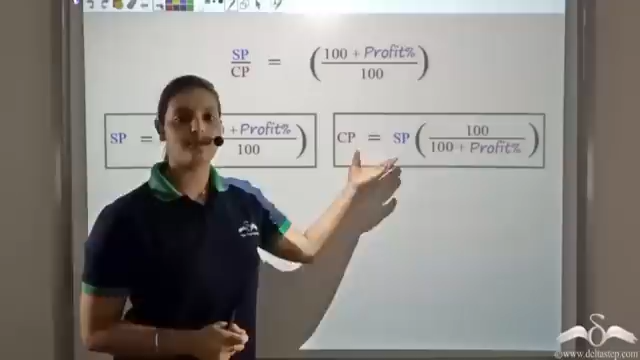 SP/CP = (100 + Profit%/100)
SP = + Profit%/100)
CP = SP (100/100 + Profit%)
©www.deltastep.com